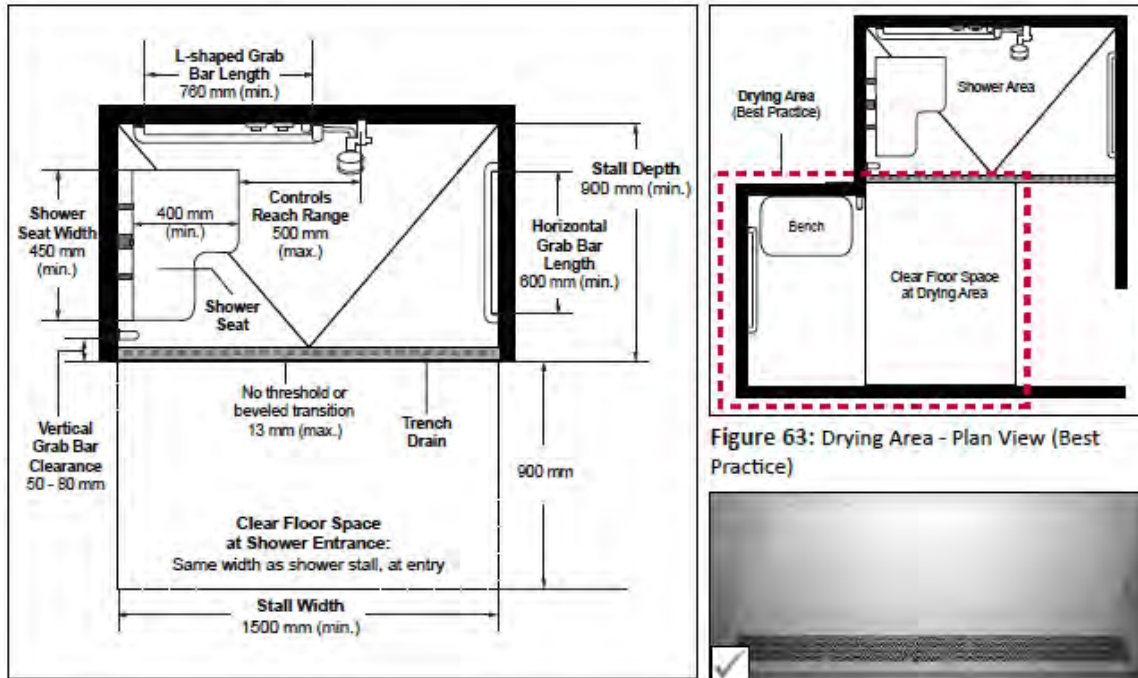 L-shaped Grab
Bar Length
760 mm (min.)
Stall Depth
900 mm (min.)
Shower
Seat Width
450 mm
(min.)
400 mm
(min.)
Controls
Reach Range
500 mm
(max.)
Horizontal
Grab Bar
Length
600 mm (min.)
Shower
Seat
No threshold or
beveled transition
13 mm (max.)
Trench
Drain
Vertical
Grab Bar
Clearance
50 - 80 mm
900 mm
Clear Floor Space
at Shower Entrance:
Same width as shower stall, at entry
Stall Width
1500 mm (min.)
Drying Area
(Best Practice)
Shower Area
Bench
Clear Floor Space
at Drying Area
Figure 63: Drying Area - Plan View (Best
Practice)